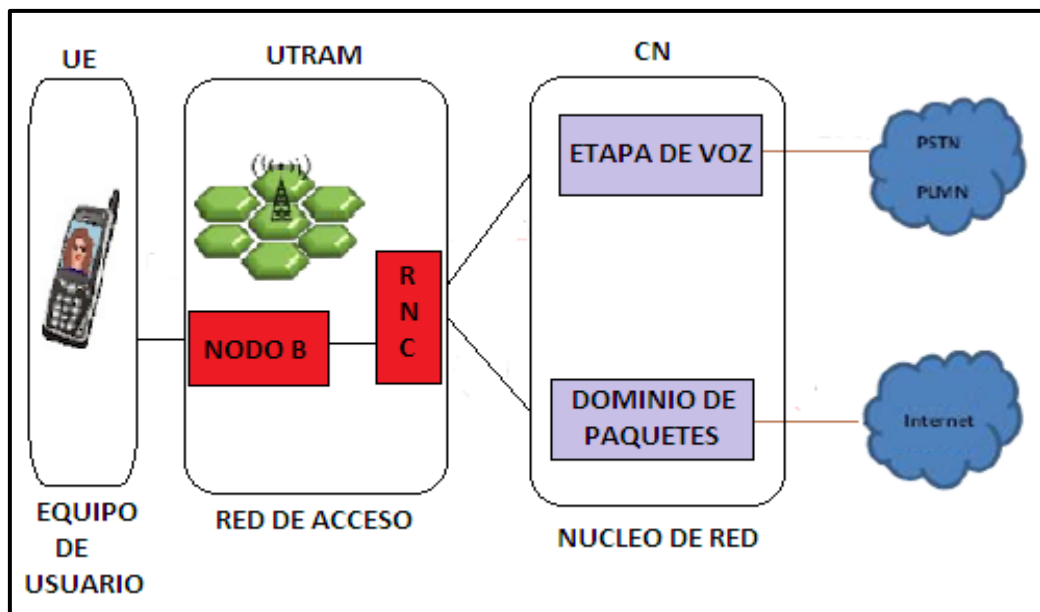 UE
UTRAM
CN
ETAPA DE VOZ
PSTN
PLMN
R
N
C
NODO B
DOMINIO DE
PAQUETES
Internet
EQUIPO
DE
USUARIO
RED DE ACCESO
NUCLEO DE RED